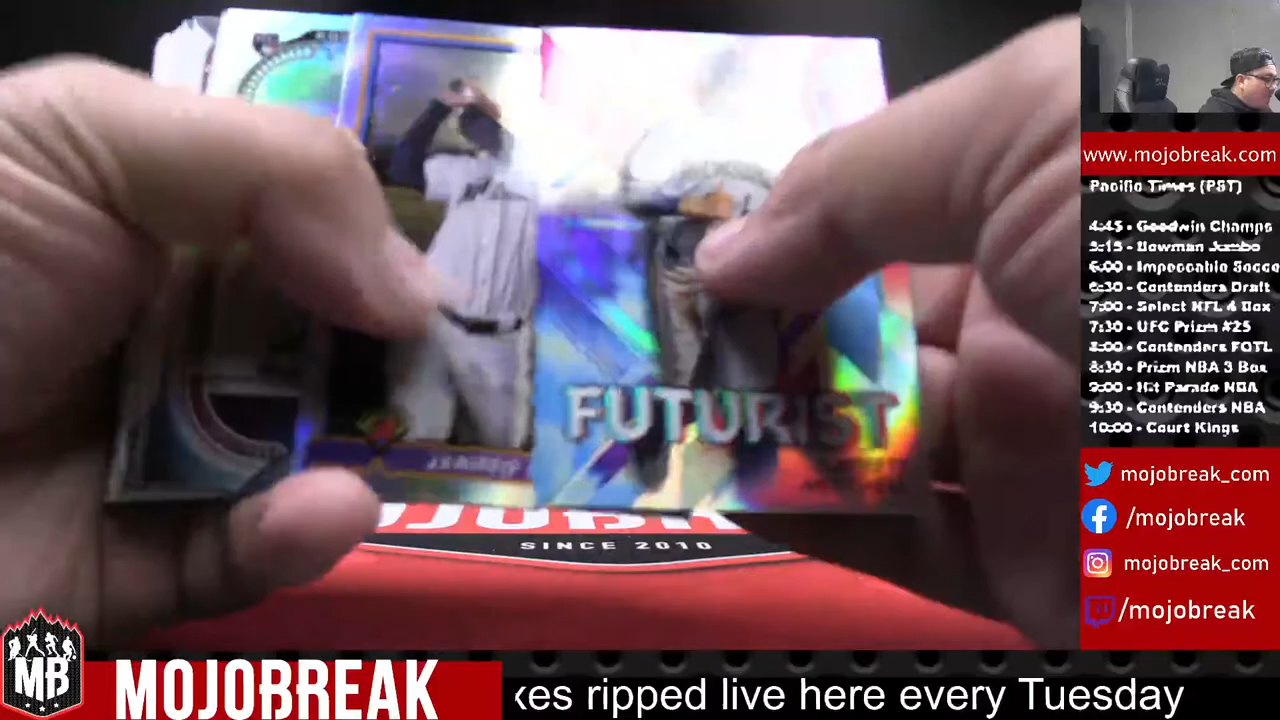 www.mojobreak.com
Pacific Times (PST)
4:45 - Goodwin Champs
5:15 - Bowman Jumbo
6:00 - Impeccable Socce
6:30 - Contenders Draft
7:00 - Select NFL 4 Box
7:30 - UFC Prizm #25
8:00 - Contenders FOTL
8:30 - Prizm NBA 3 Box
9:00 - Hit Parade NBA
9:30 - Contenders NBA
10:00 - Court Kings
FUTURIST
SINCE 2010
mojobreak_com
/mojobreak
mojobreak_com
/mojobreak
MB
MOJOBREAK
xes ripped live here every Tuesday